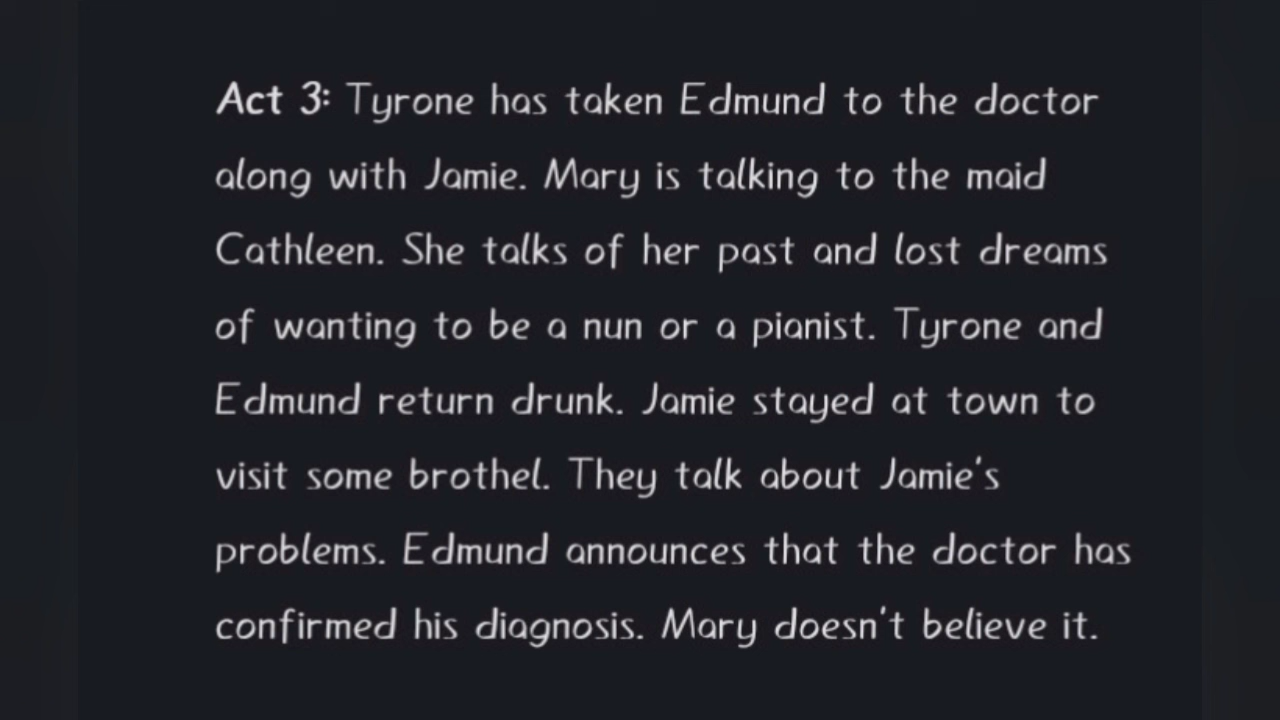 Act 3: Tyrone has taken Edmund to the doctor
along with Jamie. Mary is talking to the maid
Cathleen. She talks of her past and lost dreams
of wanting to be a nun or a pianist. Tyrone and
Edmund return drunk. Jamie stayed at town to
visit some brothel. They talk about Jamie's
problems. Edmund announces that the doctor has
confirmed his diagnosis. Mary doesn't believe it.